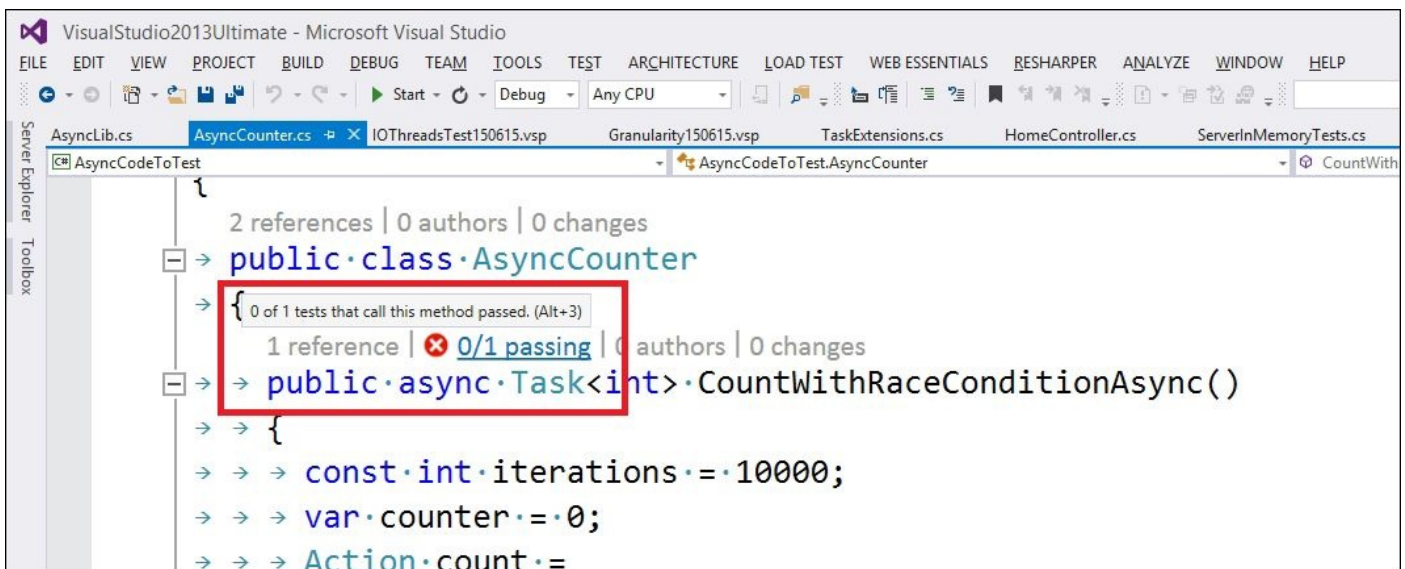 VisualStudio2013Ultimate - Microsoft Visual Studio
FILE EDIT VIEW PROJECT BUILD DEBUG TEAM TOOLS TEST ARCHITECTURE LOAD TEST WEB ESSENTIALS RESHARPER ANALYZE WINDOW HELP
Start Debug Any CPU
Server Explorer
Toolbox
AsyncLib.cs AsyncCounter.cs IOThreadsTest150615.vsp Granularity150615.vsp TaskExtensions.cs HomeController.cs ServerInMemoryTests.cs
C# AsyncCodeToTest AsyncCodeToTest.AsyncCounter CountWith
{
2 references | 0 authors | 0 changes
public·class·AsyncCounter
{ 0 of 1 tests that call this method passed. (Alt+3)
1 reference | 0/1 passing | 0 authors | 0 changes
public·async·Task<int>·CountWithRaceConditionAsync()
{
const·int·iterations·=·10000;
var·counter·=·0;
Action·count·=